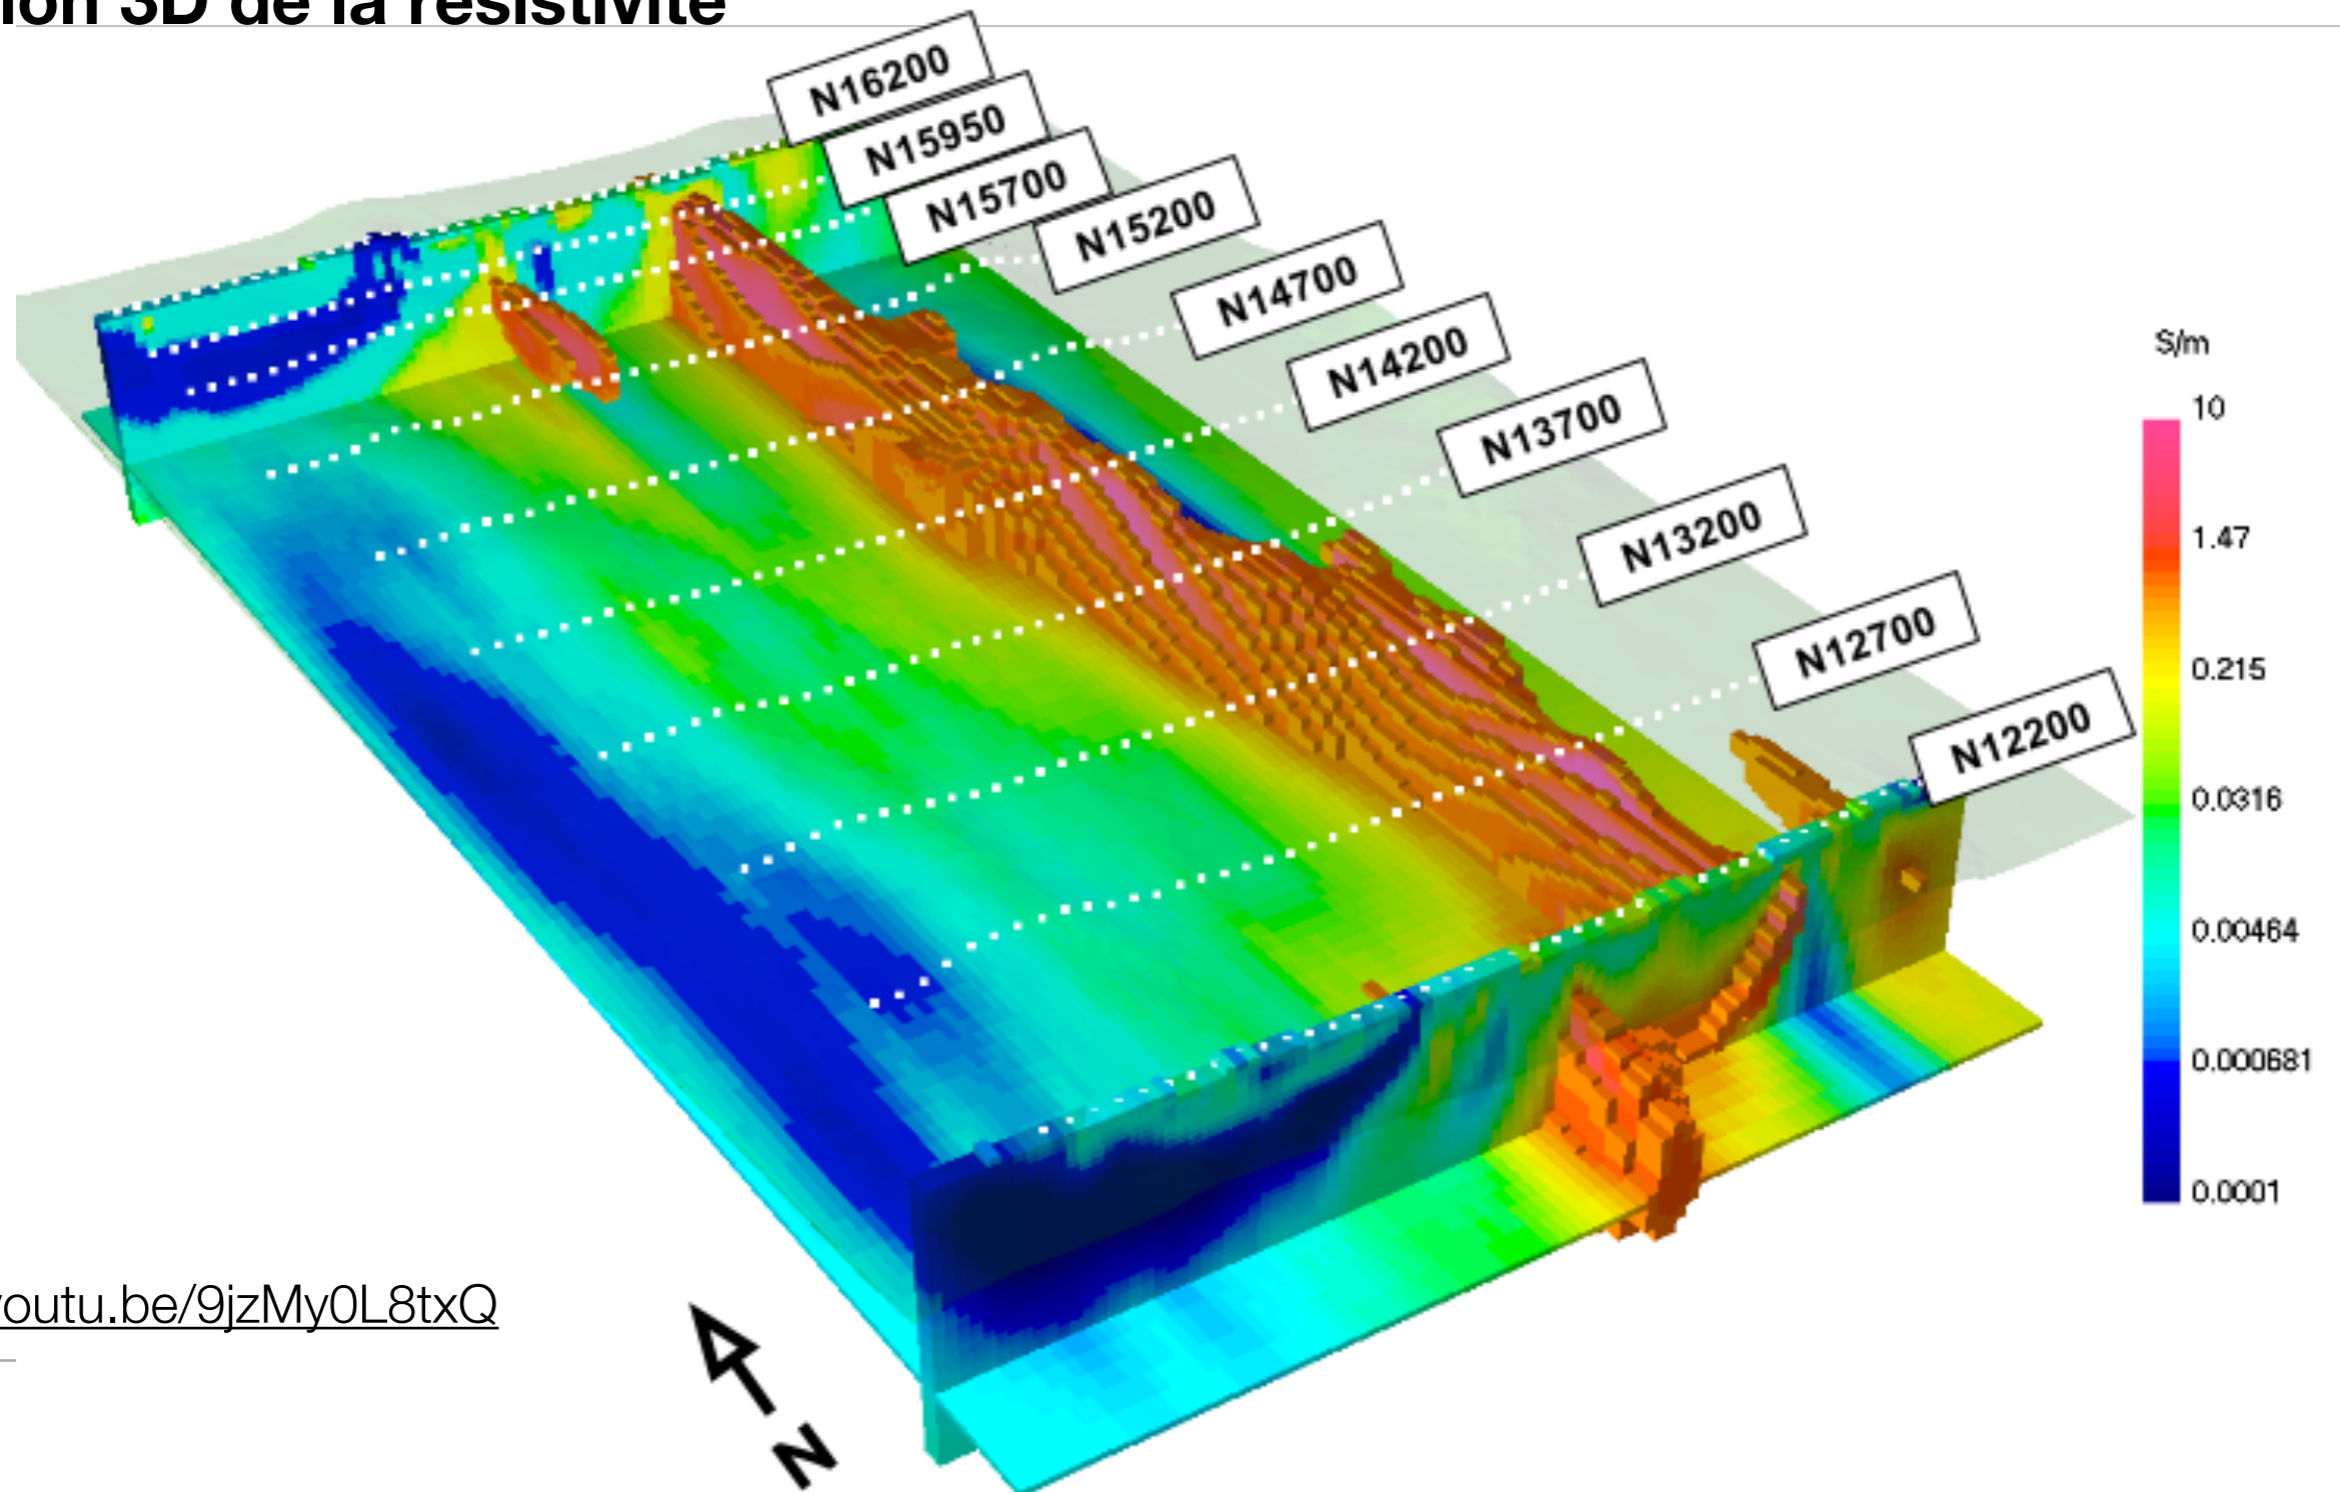 ion 3D de la résistivité
N16200
N15950
N15700
N15200
N14700
N14200
N13700
N13200
N12700
N12200
S/m
10
1.47
0.215
0.0316
0.00464
0.000681
0.0001
youtu.be/9jzMy0L8txQ
N